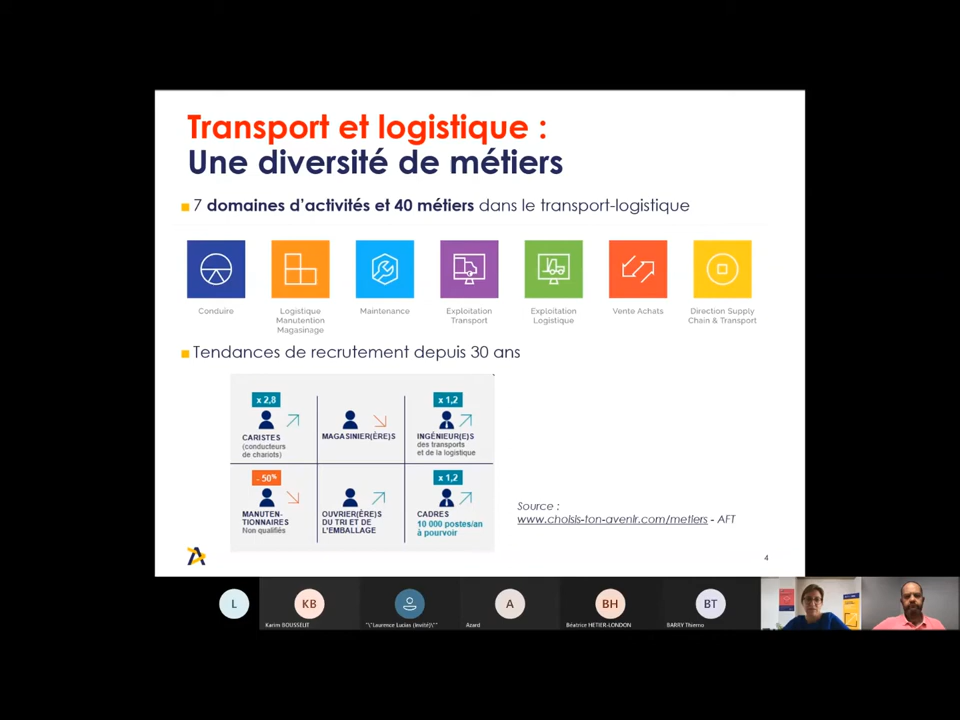 Transport et logistique :
Une diversité de métiers
7 domaines d'activités et 40 métiers dans le transport-logistique
Conduire
Logistique
Manutention
Magasinage
Maintenance
Exploitation
Transport
Exploitation
Logistique
Vente Achats
Direction Supply
Chain & Transport
Tendances de recrutement depuis 30 ans
x 2,8
CARISTES
(conducteurs
de chariots)
MAGASINIER(ÈRE)S
x 1,2
INGÉNIEUR(E)S
des transports
et de la logistique
- 50%
MANUTEN-
TIONNAIRES
Non qualifiés
OUVRIER(ÈRE)S
DU TRI ET DE
L'EMBALLAGE
x 1,2
CADRES
10 000 postes/an
à pourvoir
Source :
www.choisis-ton-avenir.com/metiers - AFT
4
L
KB
A
BH
BT
Karim BOUSSELIT
"\"Laurence Lucias (Invité)\""
Azard
Béatrice HETIER-LONDON
BARRY Thierno